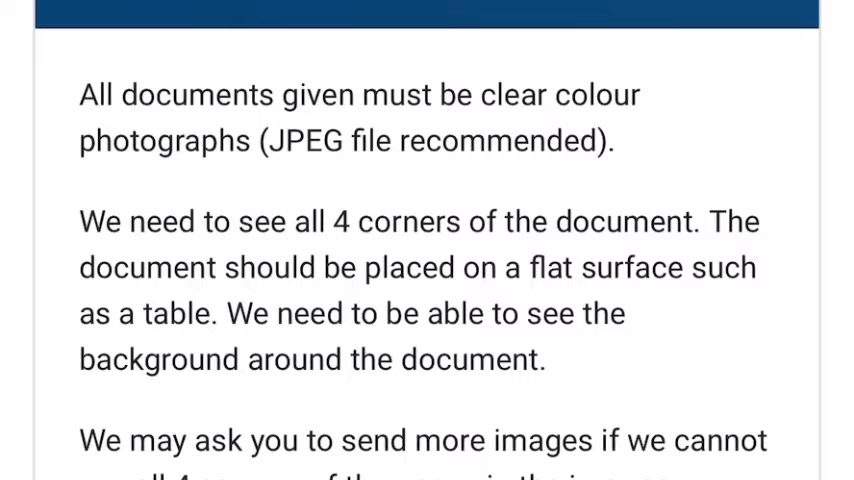 All documents given must be clear colour
photographs (JPEG file recommended).
We need to see all 4 corners of the document. The
document should be placed on a flat surface such
as a table. We need to be able to see the
background around the document.
We may ask you to send more images if we cannot